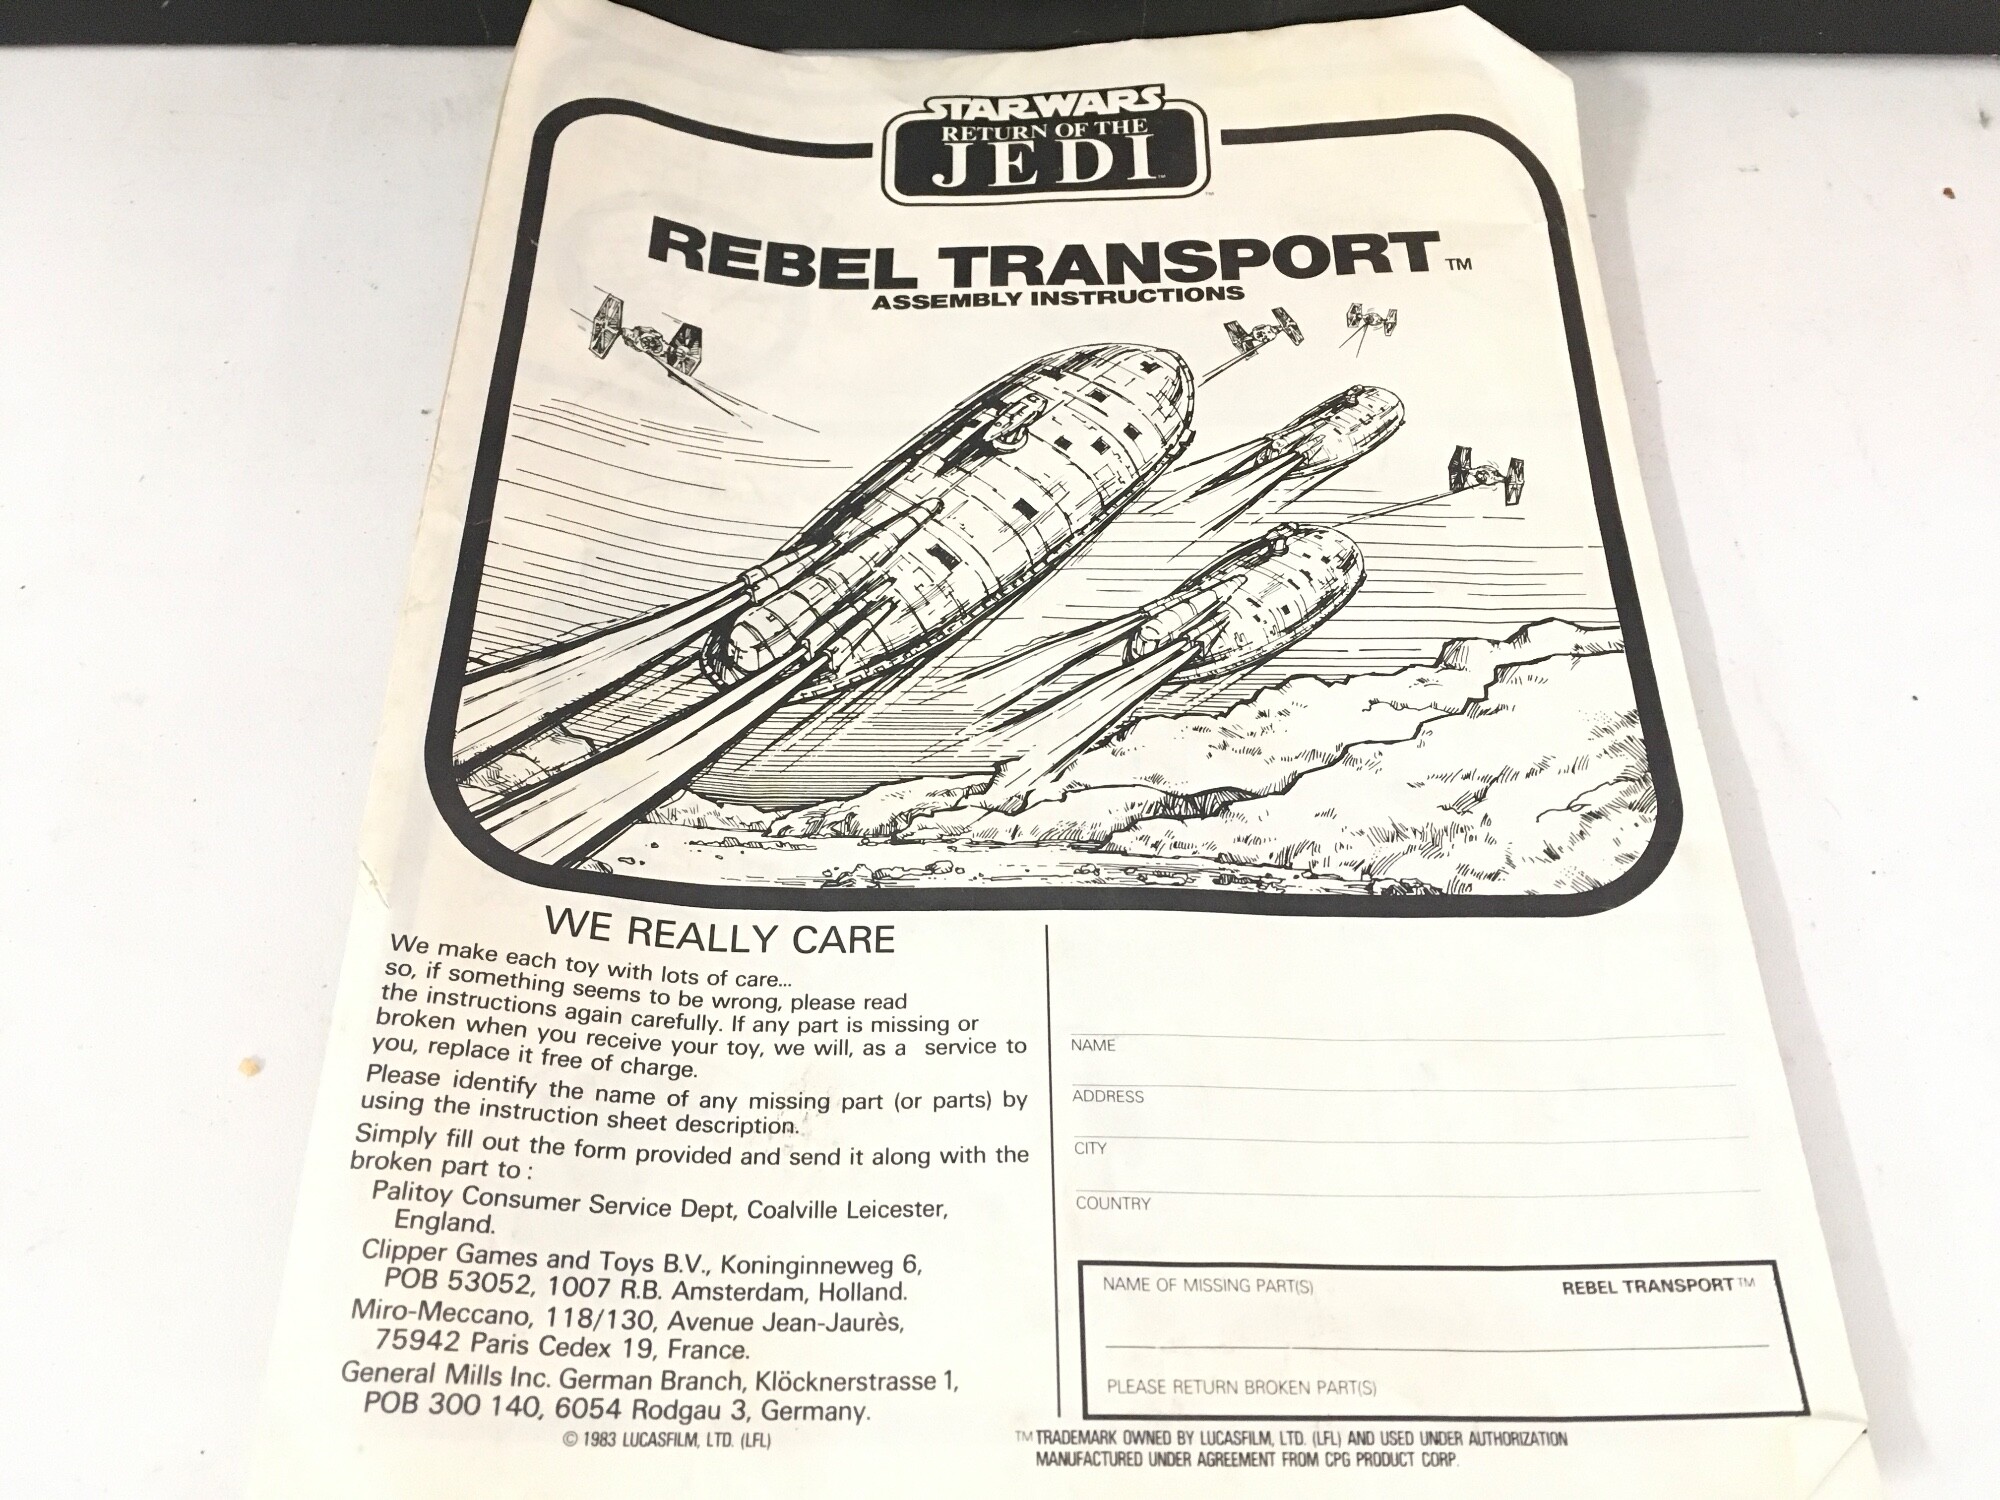 STAR WARS
RETURN OF THE
JEDI™
™
REBEL TRANSPORT™
ASSEMBLY INSTRUCTIONS
WE REALLY CARE
We make each toy with lots of care...
so, if something seems to be wrong, please read
the instructions again carefully. If any part is missing or
broken when you receive your toy, we will, as a service to
you, replace it free of charge.
Please identify the name of any missing part (or parts) by
using the instruction sheet description.
Simply fill out the form provided and send it along with the
broken part to :
Palitoy Consumer Service Dept, Coalville Leicester,
England.
Clipper Games and Toys B.V., Koninginneweg 6,
POB 53052, 1007 R.B. Amsterdam, Holland.
Miro-Meccano, 118/130, Avenue Jean-Jaurès,
75942 Paris Cedex 19, France.
General Mills Inc. German Branch, Klöcknerstrasse 1,
POB 300 140, 6054 Rodgau 3, Germany.
© 1983 LUCASFILM, LTD. (LFL)
NAME
ADDRESS
CITY
COUNTRY
NAME OF MISSING PART(S) REBEL TRANSPORT™
PLEASE RETURN BROKEN PART(S)
™ TRADEMARK OWNED BY LUCASFILM, LTD. (LFL) AND USED UNDER AUTHORIZATION
MANUFACTURED UNDER AGREEMENT FROM CPG PRODUCT CORP.